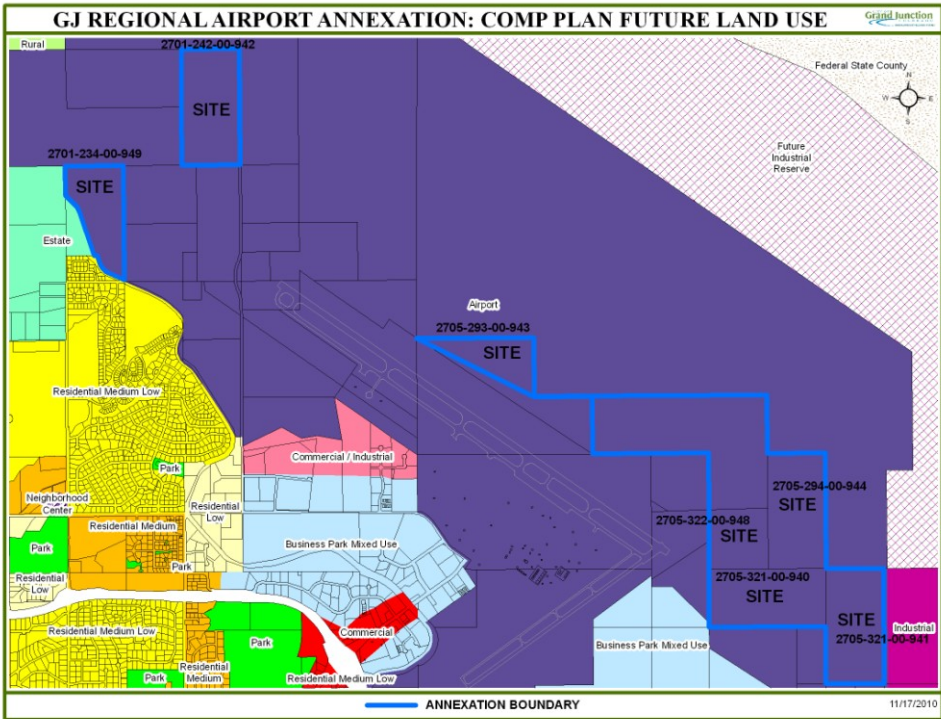 GJ REGIONAL AIRPORT ANNEXATION: COMP PLAN FUTURE LAND USE
Grand Junction
Rural
2701-242-00-942
Federal State County
N
W
E
S
SITE
Future
Industrial
Reserve
2701-234-00-949
SITE
Estate
Airport
2705-293-00-943
SITE
Residential Medium Low
Commercial / Industrial
Park
Neighborhood
Center
Residential
Low
2705-294-00-944
SITE
Residential Medium
2705-322-00-948
SITE
Park
Business Park Mixed Use
Park
Residential
Low
2705-321-00-940
SITE
SITE
Residential Medium Low
Park
Commercial
Industrial
2705-321-00-941
Business Park Mixed Use
Residential
Medium
Park
Residential Medium Low
ANNEXATION BOUNDARY
11/17/2010